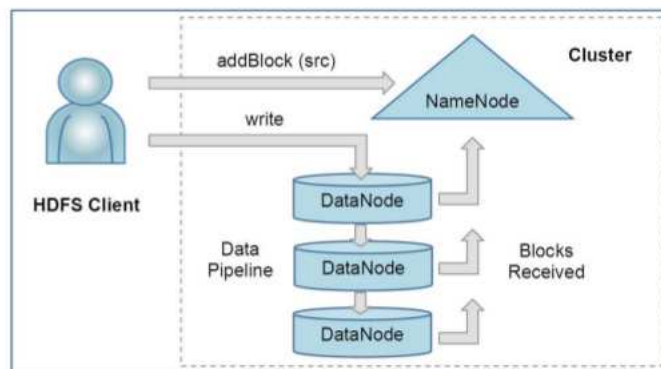 addBlock (src)
Cluster
NameNode
write
HDFS Client
DataNode
Data
Pipeline
DataNode
Blocks
Received
DataNode